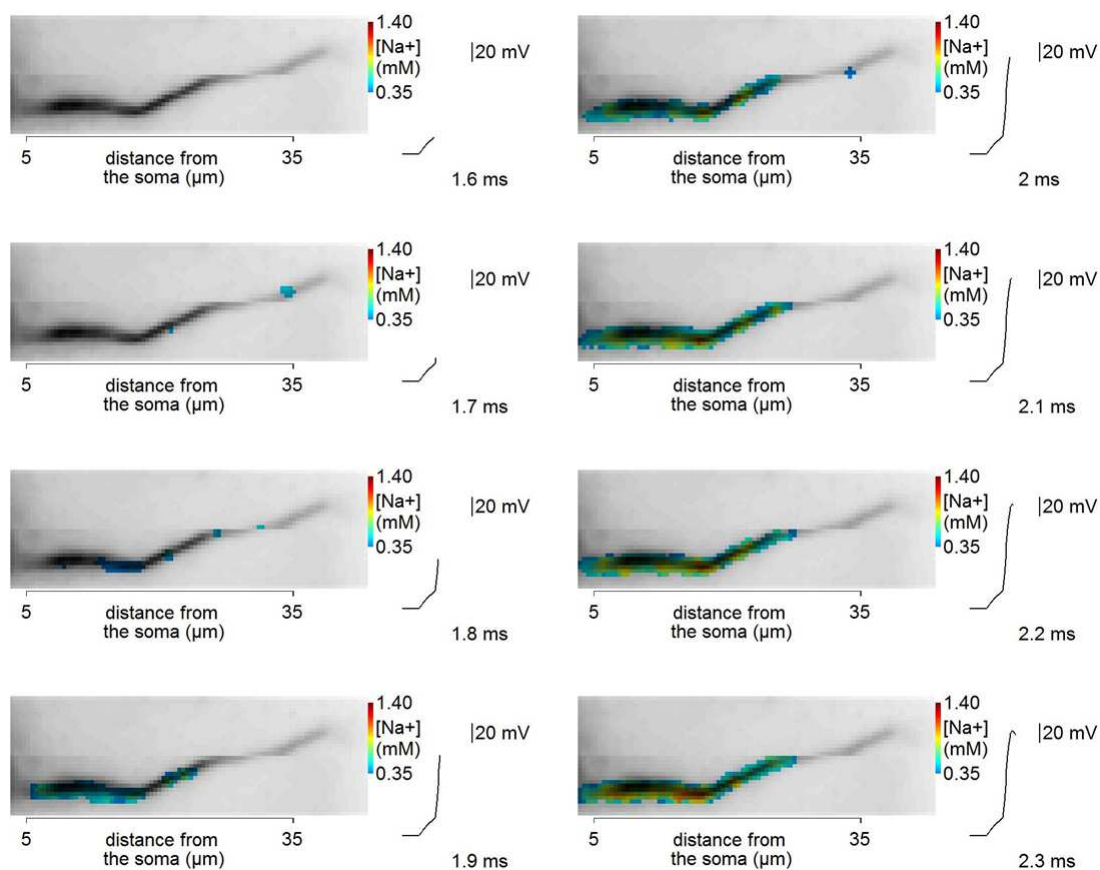 1.40
[Na+]
(mM)
0.35
|20 mV
5
35
distance from
the soma (µm)
1.6 ms
1.40
[Na+]
(mM)
0.35
|20 mV
5
35
distance from
the soma (µm)
2 ms
1.40
[Na+]
(mM)
0.35
|20 mV
5
35
distance from
the soma (µm)
1.7 ms
1.40
[Na+]
(mM)
0.35
|20 mV
5
35
distance from
the soma (µm)
2.1 ms
1.40
[Na+]
(mM)
0.35
|20 mV
5
35
distance from
the soma (µm)
1.8 ms
1.40
[Na+]
(mM)
0.35
|20 mV
5
35
distance from
the soma (µm)
2.2 ms
1.40
[Na+]
(mM)
0.35
|20 mV
5
35
distance from
the soma (µm)
1.9 ms
1.40
[Na+]
(mM)
0.35
|20 mV
5
35
distance from
the soma (µm)
2.3 ms